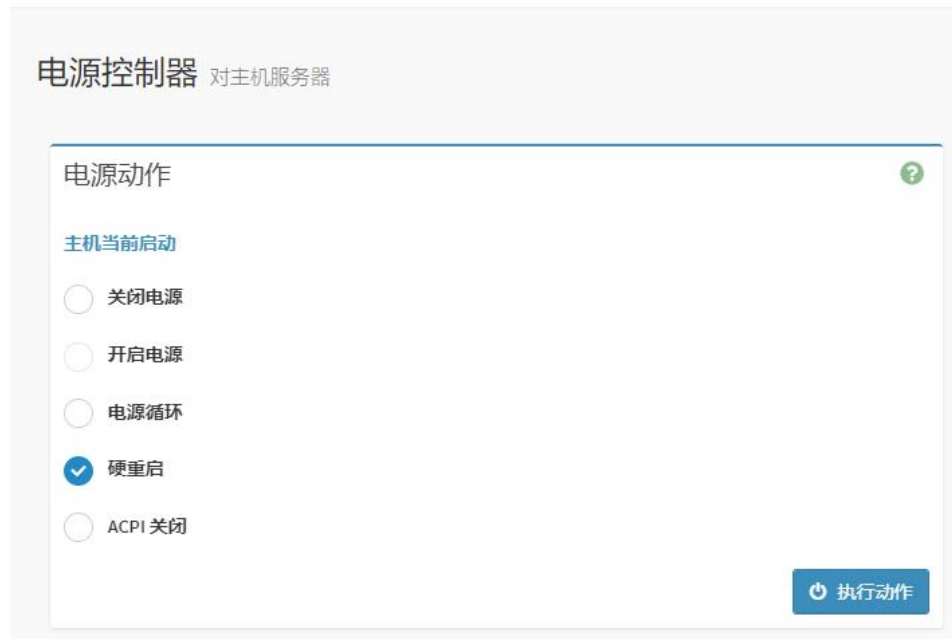 电源控制器 对主机服务器
电源动作
主机当前启动
关闭电源
开启电源
电源循环
硬重启
ACPI 关闭
执行动作